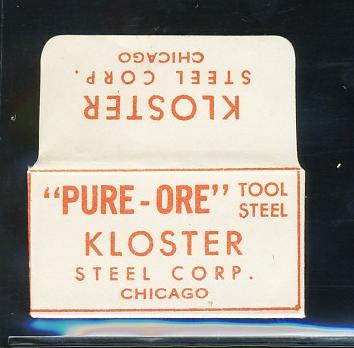 KLOSTER
STEEL CORP.
CHICAGO
"PURE-ORE" TOOL
STEEL
KLOSTER
STEEL CORP.
CHICAGO